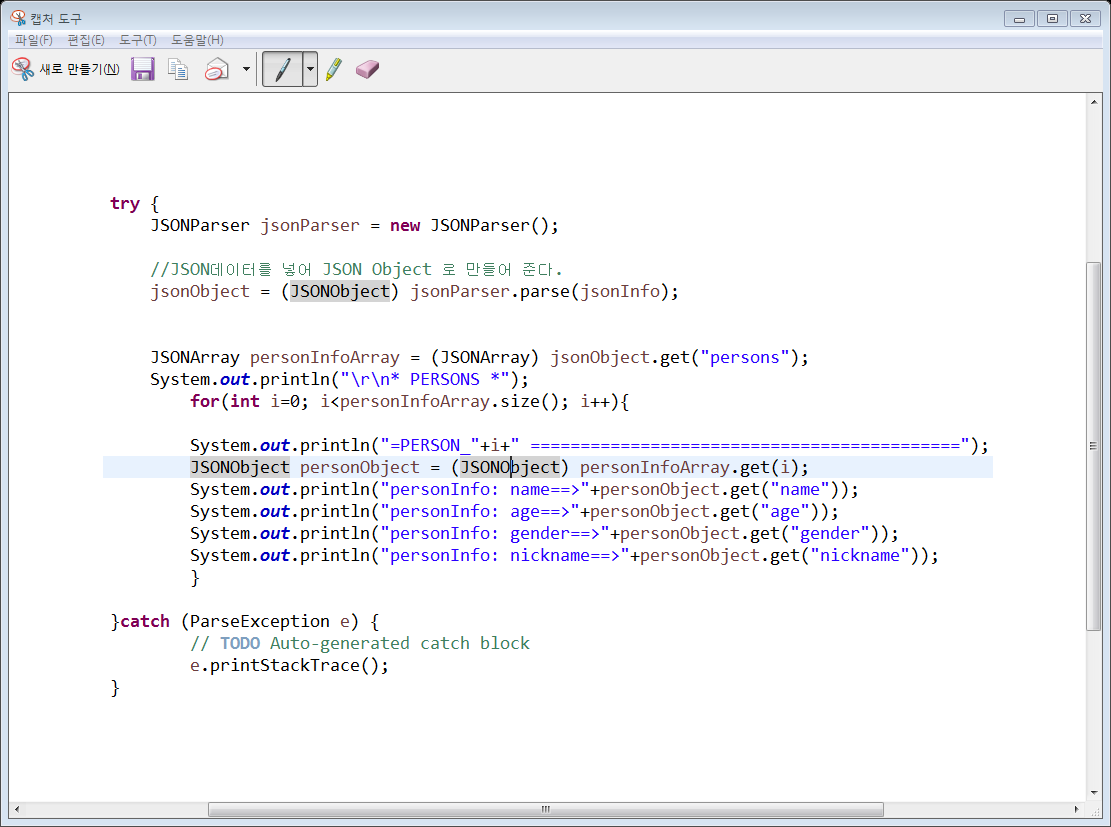 캡처 도구
파일(F) 편집(E) 도구(T) 도움말(H)
새로 만들기(N)
try {
JSONParser jsonParser = new JSONParser();
//JSON데이터를 넣어 JSON Object 로 만들어 준다.
jsonObject = (JSONObject) jsonParser.parse(jsonInfo);
JSONArray personInfoArray = (JSONArray) jsonObject.get("persons");
System.out.println("\r\n* PERSONS *");
for(int i=0; i<personInfoArray.size(); i++){
System.out.println("=PERSON_"+i+" ===========================================");
JSONObject personObject = (JSONObject) personInfoArray.get(i);
System.out.println("personInfo: name==>"+personObject.get("name"));
System.out.println("personInfo: age==>"+personObject.get("age"));
System.out.println("personInfo: gender==>"+personObject.get("gender"));
System.out.println("personInfo: nickname==>"+personObject.get("nickname"));
}
}catch (ParseException e) {
// TODO Auto-generated catch block
e.printStackTrace();
}